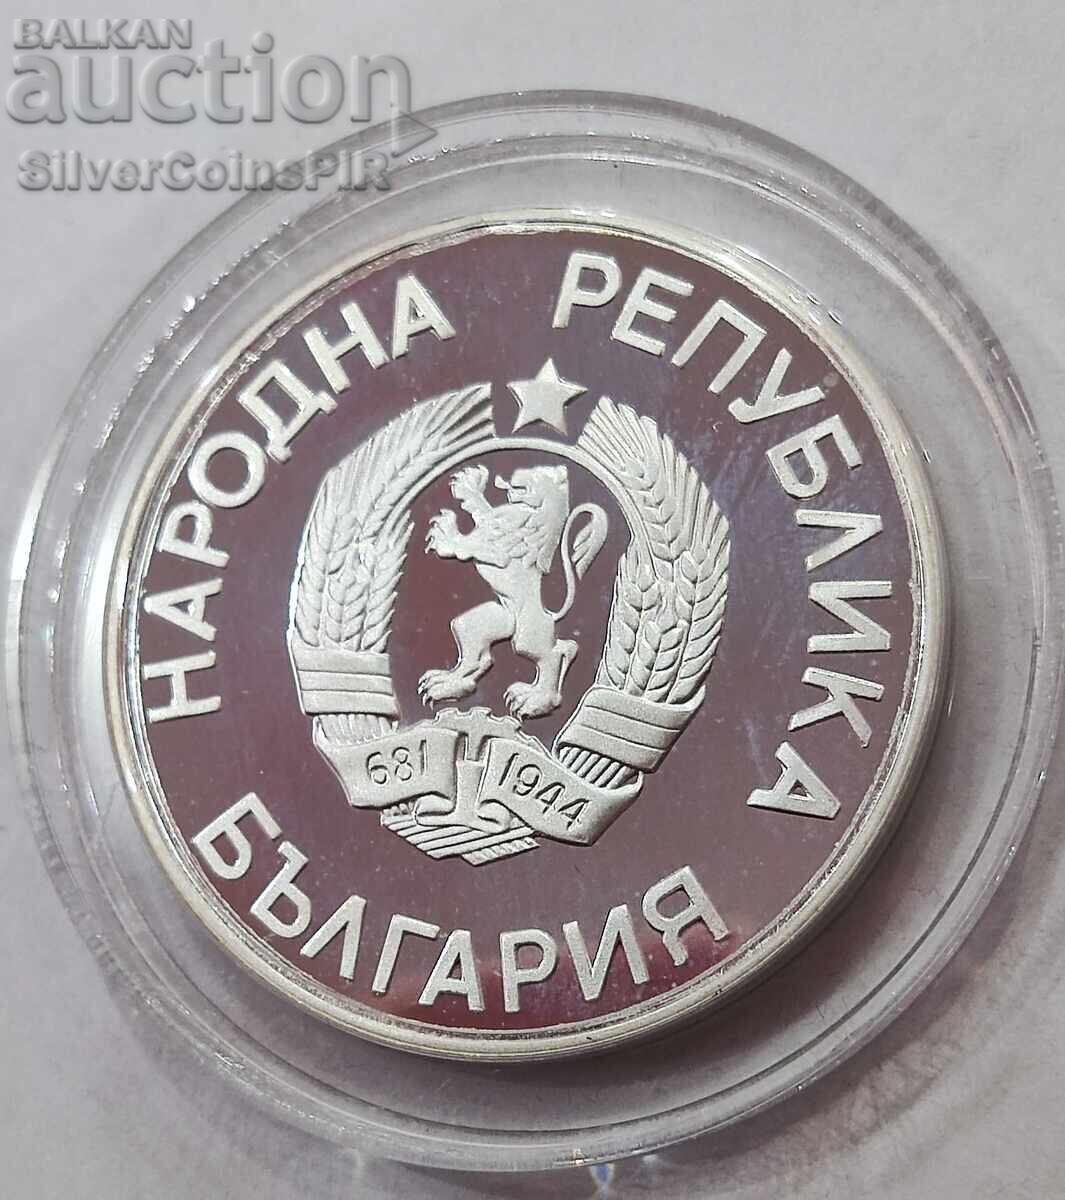 BALKAN
auction
SilverCoinsPIR
НАРОДНА РЕПУБЛИКА
БЪЛГАРИЯ
681 1944